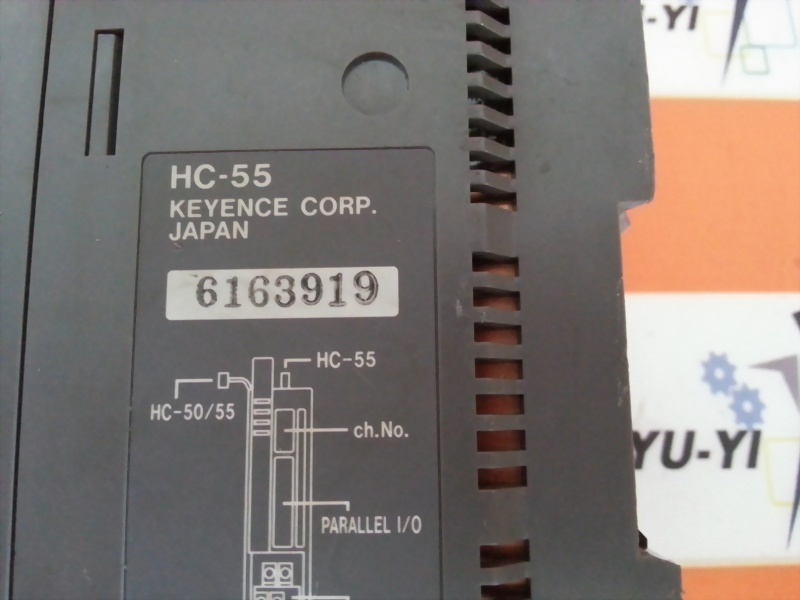 HC-55
KEYENCE CORP.
JAPAN
6163919
HC-55
HC-50/55
ch.No.
PARALLEL I/O
YU-YI